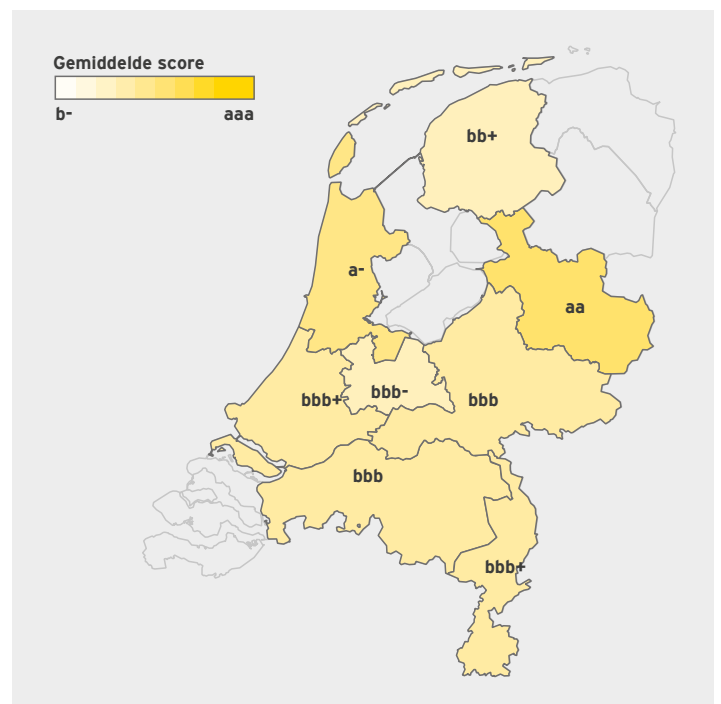 Gemiddelde score
b- aaa
bb+
a-
aa
bbb+ bbb- bbb
bbb
bbb+